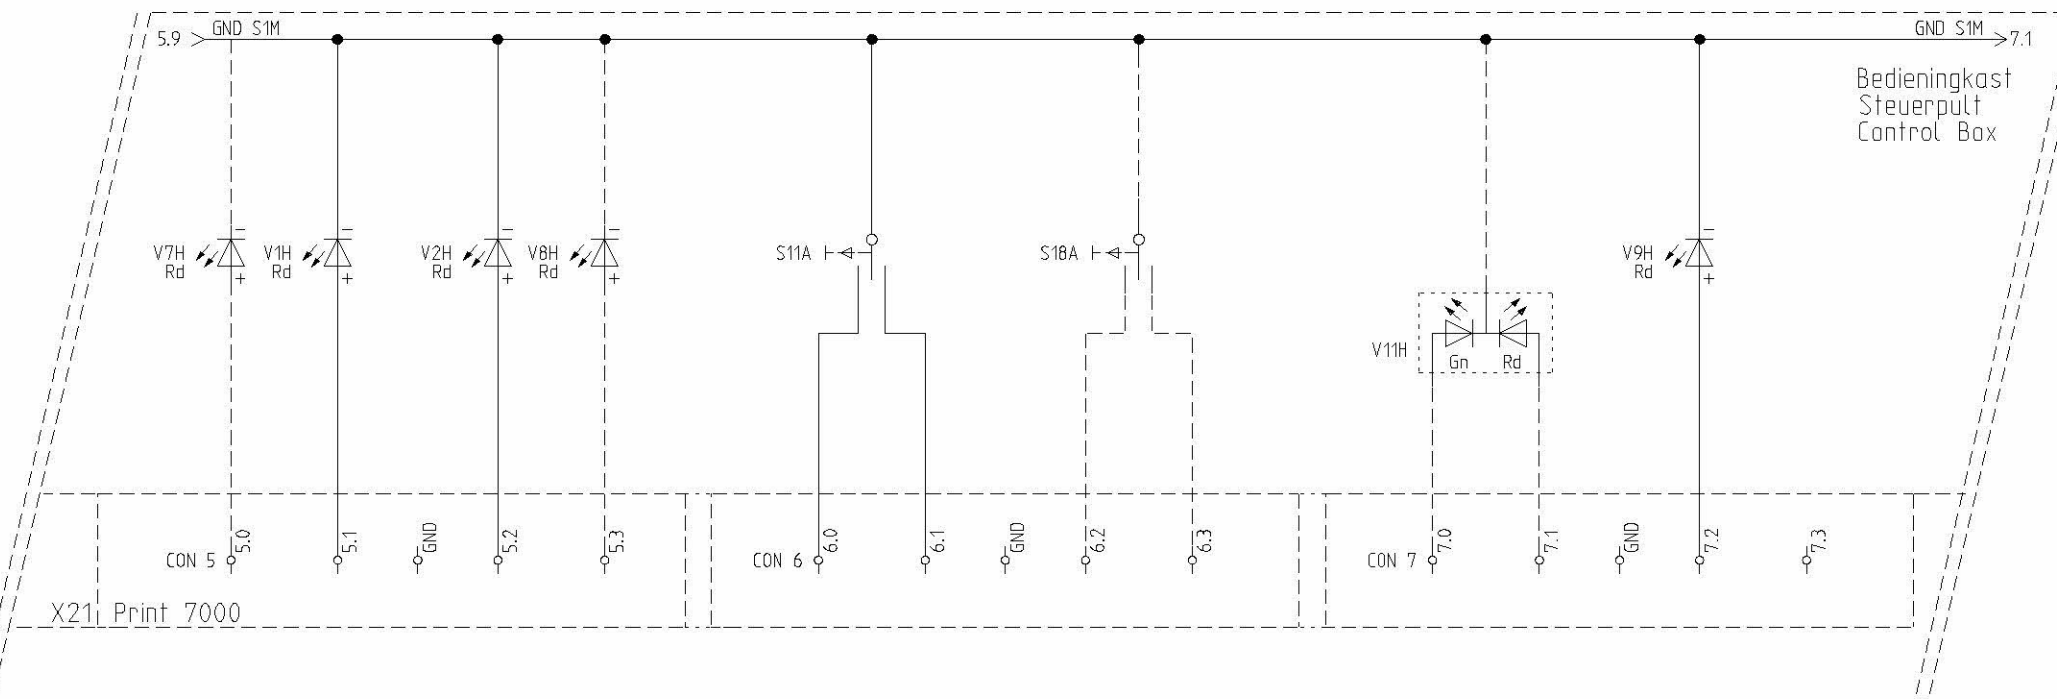 5.9
GND S1M
GND S1M
7.1
Bedieningkast
Steuerpult
Control Box
V7H
Rd
V1H
Rd
V2H
Rd
V8H
Rd
S11A
S18A
V9H
Rd
V11H
Gn
Rd
- +
- +
- +
- +
- +
CON 5
5.0
5.1
GND
5.2
5.3
CON 6
6.0
6.1
GND
6.2
6.3
CON 7
7.0
7.1
GND
7.2
7.3
X21 Print 7000